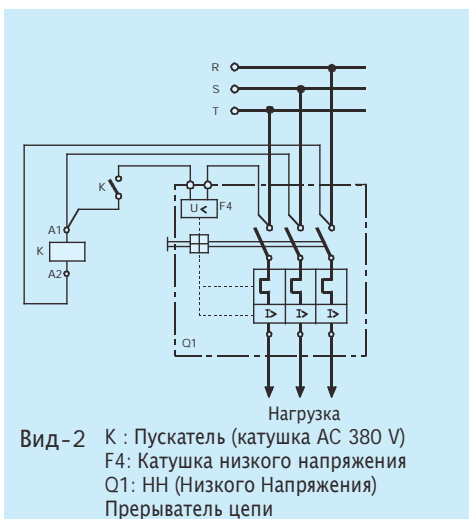 R
S
T
K
U<
F4
A1
K
A2
I> I> I>
Q1
Нагрузка
Вид-2 K : Пускатель (катушка AC 380 V)
F4: Катушка низкого напряжения
Q1: НН (Низкого Напряжения)
Прерыватель цепи